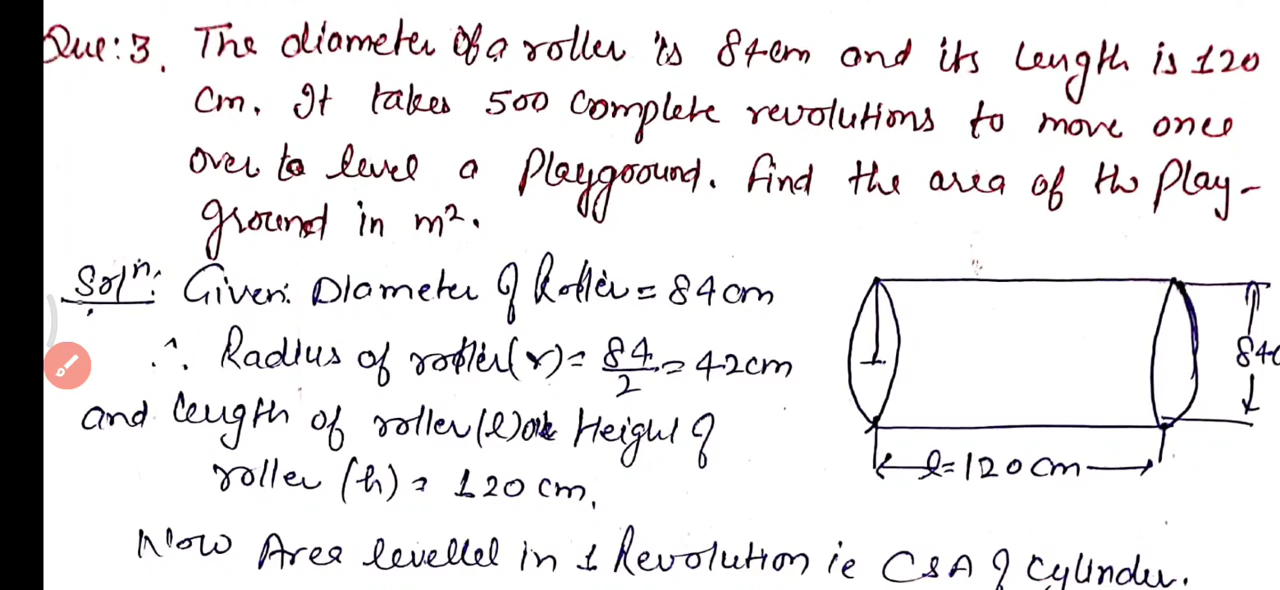 Que:3. The diameter of a roller is 84cm and its length is 120
cm. It takes 500 complete revolutions to move once
over to level a playground. find the area of the Play-
ground in m².
Solⁿ: Given: Diameter of Roller = 84cm
∴ Radius of roller(r) = 84/2 = 42cm
and length of roller(l) or Height of
roller (h) = 120 cm.
Now Area levelled in 1 Revolution ie CSA of Cylinder.
84c
l=120cm